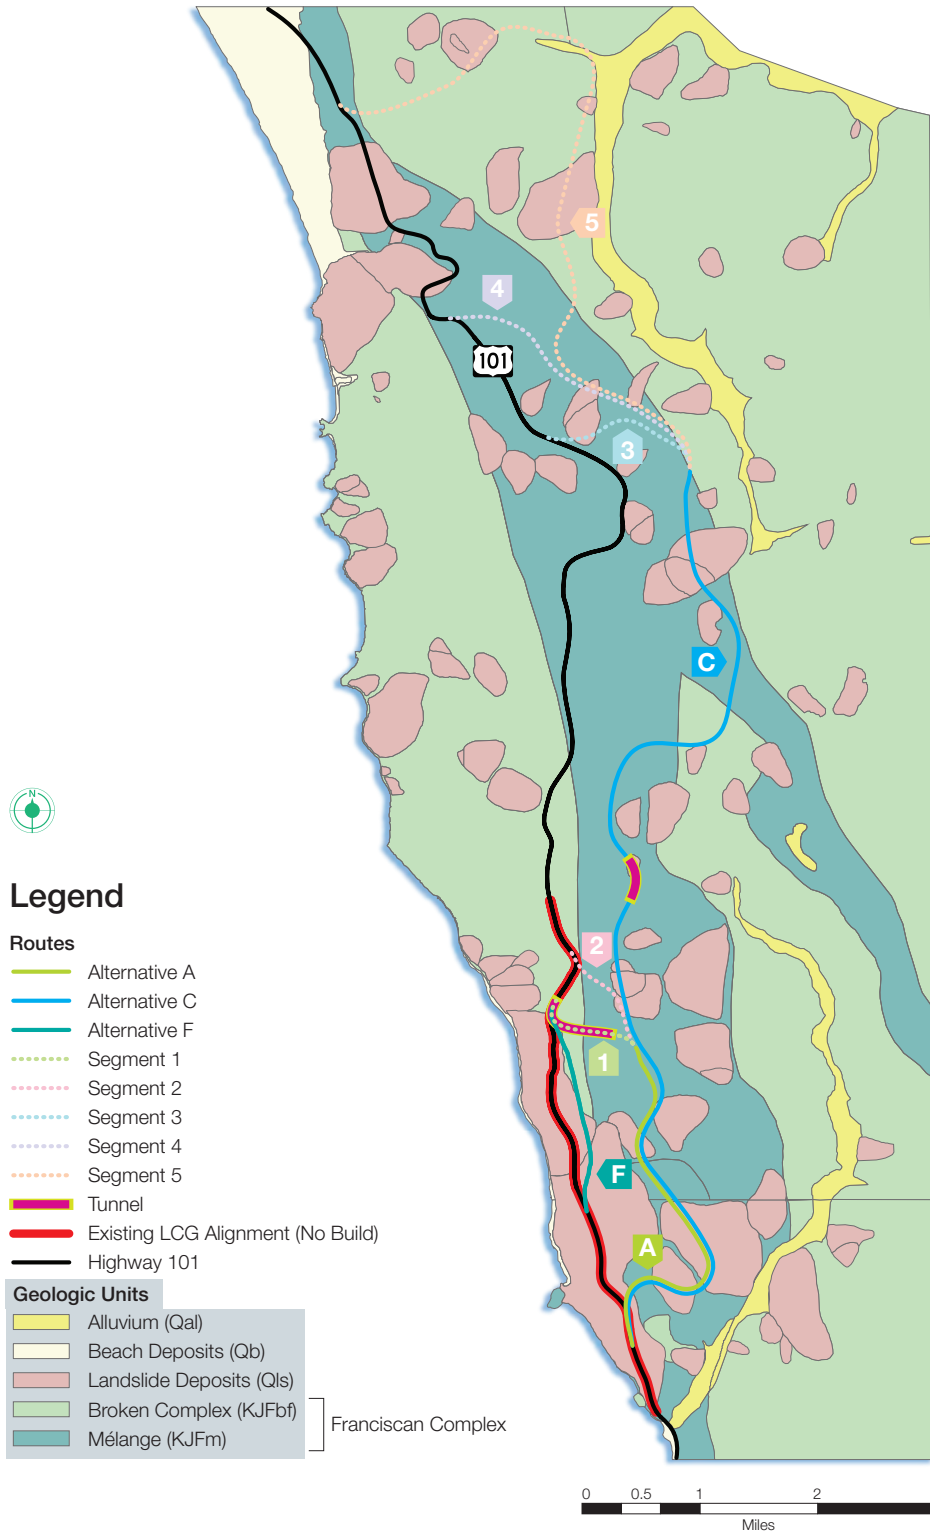 5
4
101
3
C
N
Legend
Routes
Alternative A
Alternative C
Alternative F
Segment 1
Segment 2
Segment 3
Segment 4
Segment 5
Tunnel
Existing LCG Alignment (No Build)
Highway 101
Geologic Units
Alluvium (Qal)
Beach Deposits (Qb)
Landslide Deposits (Qls)
Broken Complex (KJFbf)
Mélange (KJFm)
Franciscan Complex
2
1
F
A
0 0.5 1 2
Miles